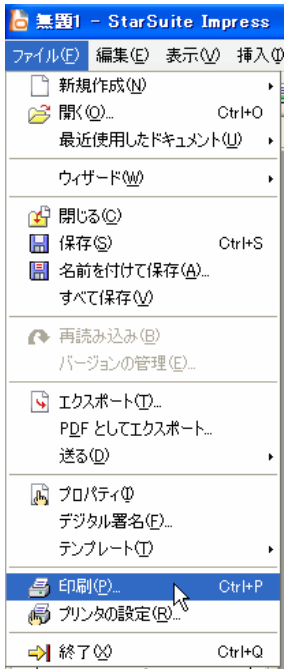 無題1 - StarSuite Impress
ファイル(F) 編集(E) 表示(V) 挿入(I
新規作成(N)
開く(O)... Ctrl+O
最近使用したドキュメント(U)
ウィザード(W)
閉じる(C)
保存(S) Ctrl+S
名前を付けて保存(A)...
すべて保存(V)
再読み込み(B)
バージョンの管理(E)...
エクスポート(T)...
PDF としてエクスポート...
送る(D)
プロパティ(I)
デジタル署名(F)...
テンプレート(T)
印刷(P)... Ctrl+P
プリンタの設定(R)...
終了(X) Ctrl+Q